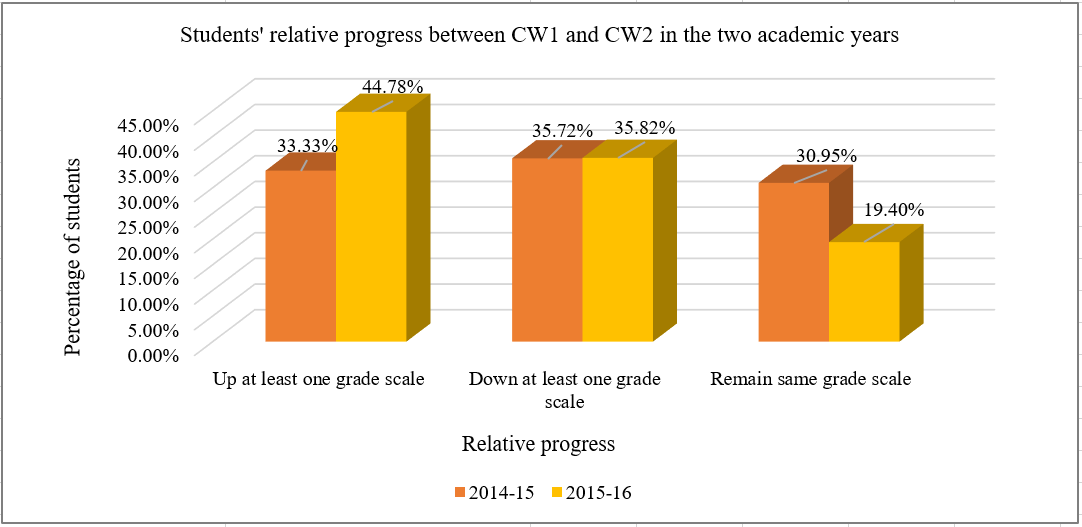 Students' relative progress between CW1 and CW2 in the two academic years
44.78%
45.00%
33.33%
35.72%
35.82%
40.00%
30.95%
35.00%
30.00%
19.40%
25.00%
20.00%
15.00%
10.00%
5.00%
0.00%
Percentage of students
Up at least one grade scale
Down at least one grade
scale
Remain same grade scale
Relative progress
2014-15
2015-16